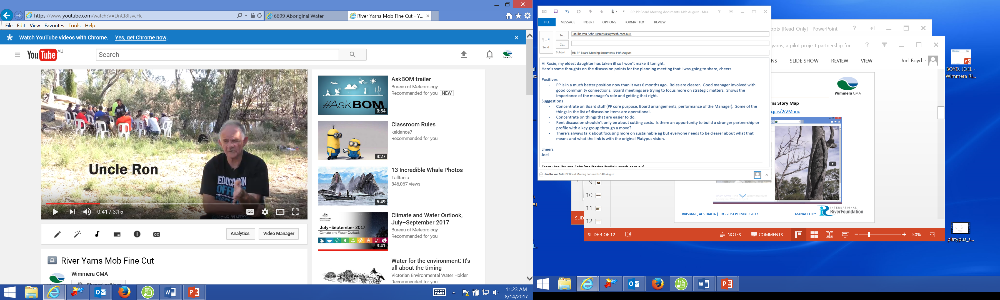 https://www.youtube.com/watch?v=DnCI8IsvcHc
6699 Aboriginal Water
River Yarns Mob Fine Cut - Y...
File Edit View Favorites Tools Help
Watch YouTube videos with Chrome. Yes, get Chrome now.
YouTube AU
Search
Uncle Ron
EDUCATION
0:41 / 3:15
CC
Analytics
Video Manager
River Yarns Mob Fine Cut
Wimmera CMA
Channel settings
AskBOM trailer
Bureau of Meteorology
Recommended for you NEW
#AskBOM
0:54
Classroom Rules
keldance7
Recommended for you
4:27
13 Incredible Whale Photos
Talltanic
846,067 views
5:49
Climate and Water Outlook,
July–September 2017
Bureau of Meteorology
Recommended for you
July–September 2017
Climate and Water Outlook
3:41
Water for the environment: It's
all about the timing
Victorian Environmental Water Holder
Recommended for you
11:23 AM
8/14/2017
RE: PP Board Meeting documents 14th August - Mes...
FILE MESSAGE INSERT OPTIONS FORMAT TEXT REVIEW
Send
To...
Jan Ibs von Seht <janibs@skymesh.com.au>
Cc...
Subject
RE: PP Board Meeting documents 14th August
Hi Rosie, my eldest daughter has taken ill so I won't make it tonight.
Here's some thoughts on the discussion points for the planning meeting that I was going to share, cheers
Positives
- PP is in a much better position now than it was 6 months ago. Roles are clearer. Good manager involved with
good community connections. Board meetings are trying to focus more on strategic matters. Shows the
importance of the manager's role and getting that right.
Suggestions
- Concentrate on Board stuff (PP core purpose, Board arrangements, performance of the Manager). Some of the
things in the list of discussion items are operational.
- Concentrate on things that are easier to do.
- Rent discussion shouldn't only be about cutting costs. Is there an opportunity to build a stronger partnership or
profile with a key group through a move?
- There's always talk about focusing more on sustainable ag but everyone needs to be clearer about what that
means and what the link is with the original Platypus vision.
cheers
Joel
From: Jan Ibs von Seht [mailto:janibs@skymesh.com.au]
Jan Ibs von Seht PP Board Meeting documents 14th August
pptx [Read-Only] - PowerPoint
yarns, a pilot project partnership for...
NS SLIDE SHOW REVIEW VIEW
Joel Boyd
Wimmera CMA
rns Story Map
cg.is/2iVMooc
9
10
11
12
12
BRISBANE, AUSTRALIA | 18 - 20 SEPTEMBER 2017
MANAGED BY
INTERNATIONAL
RiverFoundation
SLID
SLIDE 4 OF 12
NOTES
COMMENTS
50%
BOYD, JOEL -
Wimmera Ri...
platypus_s...